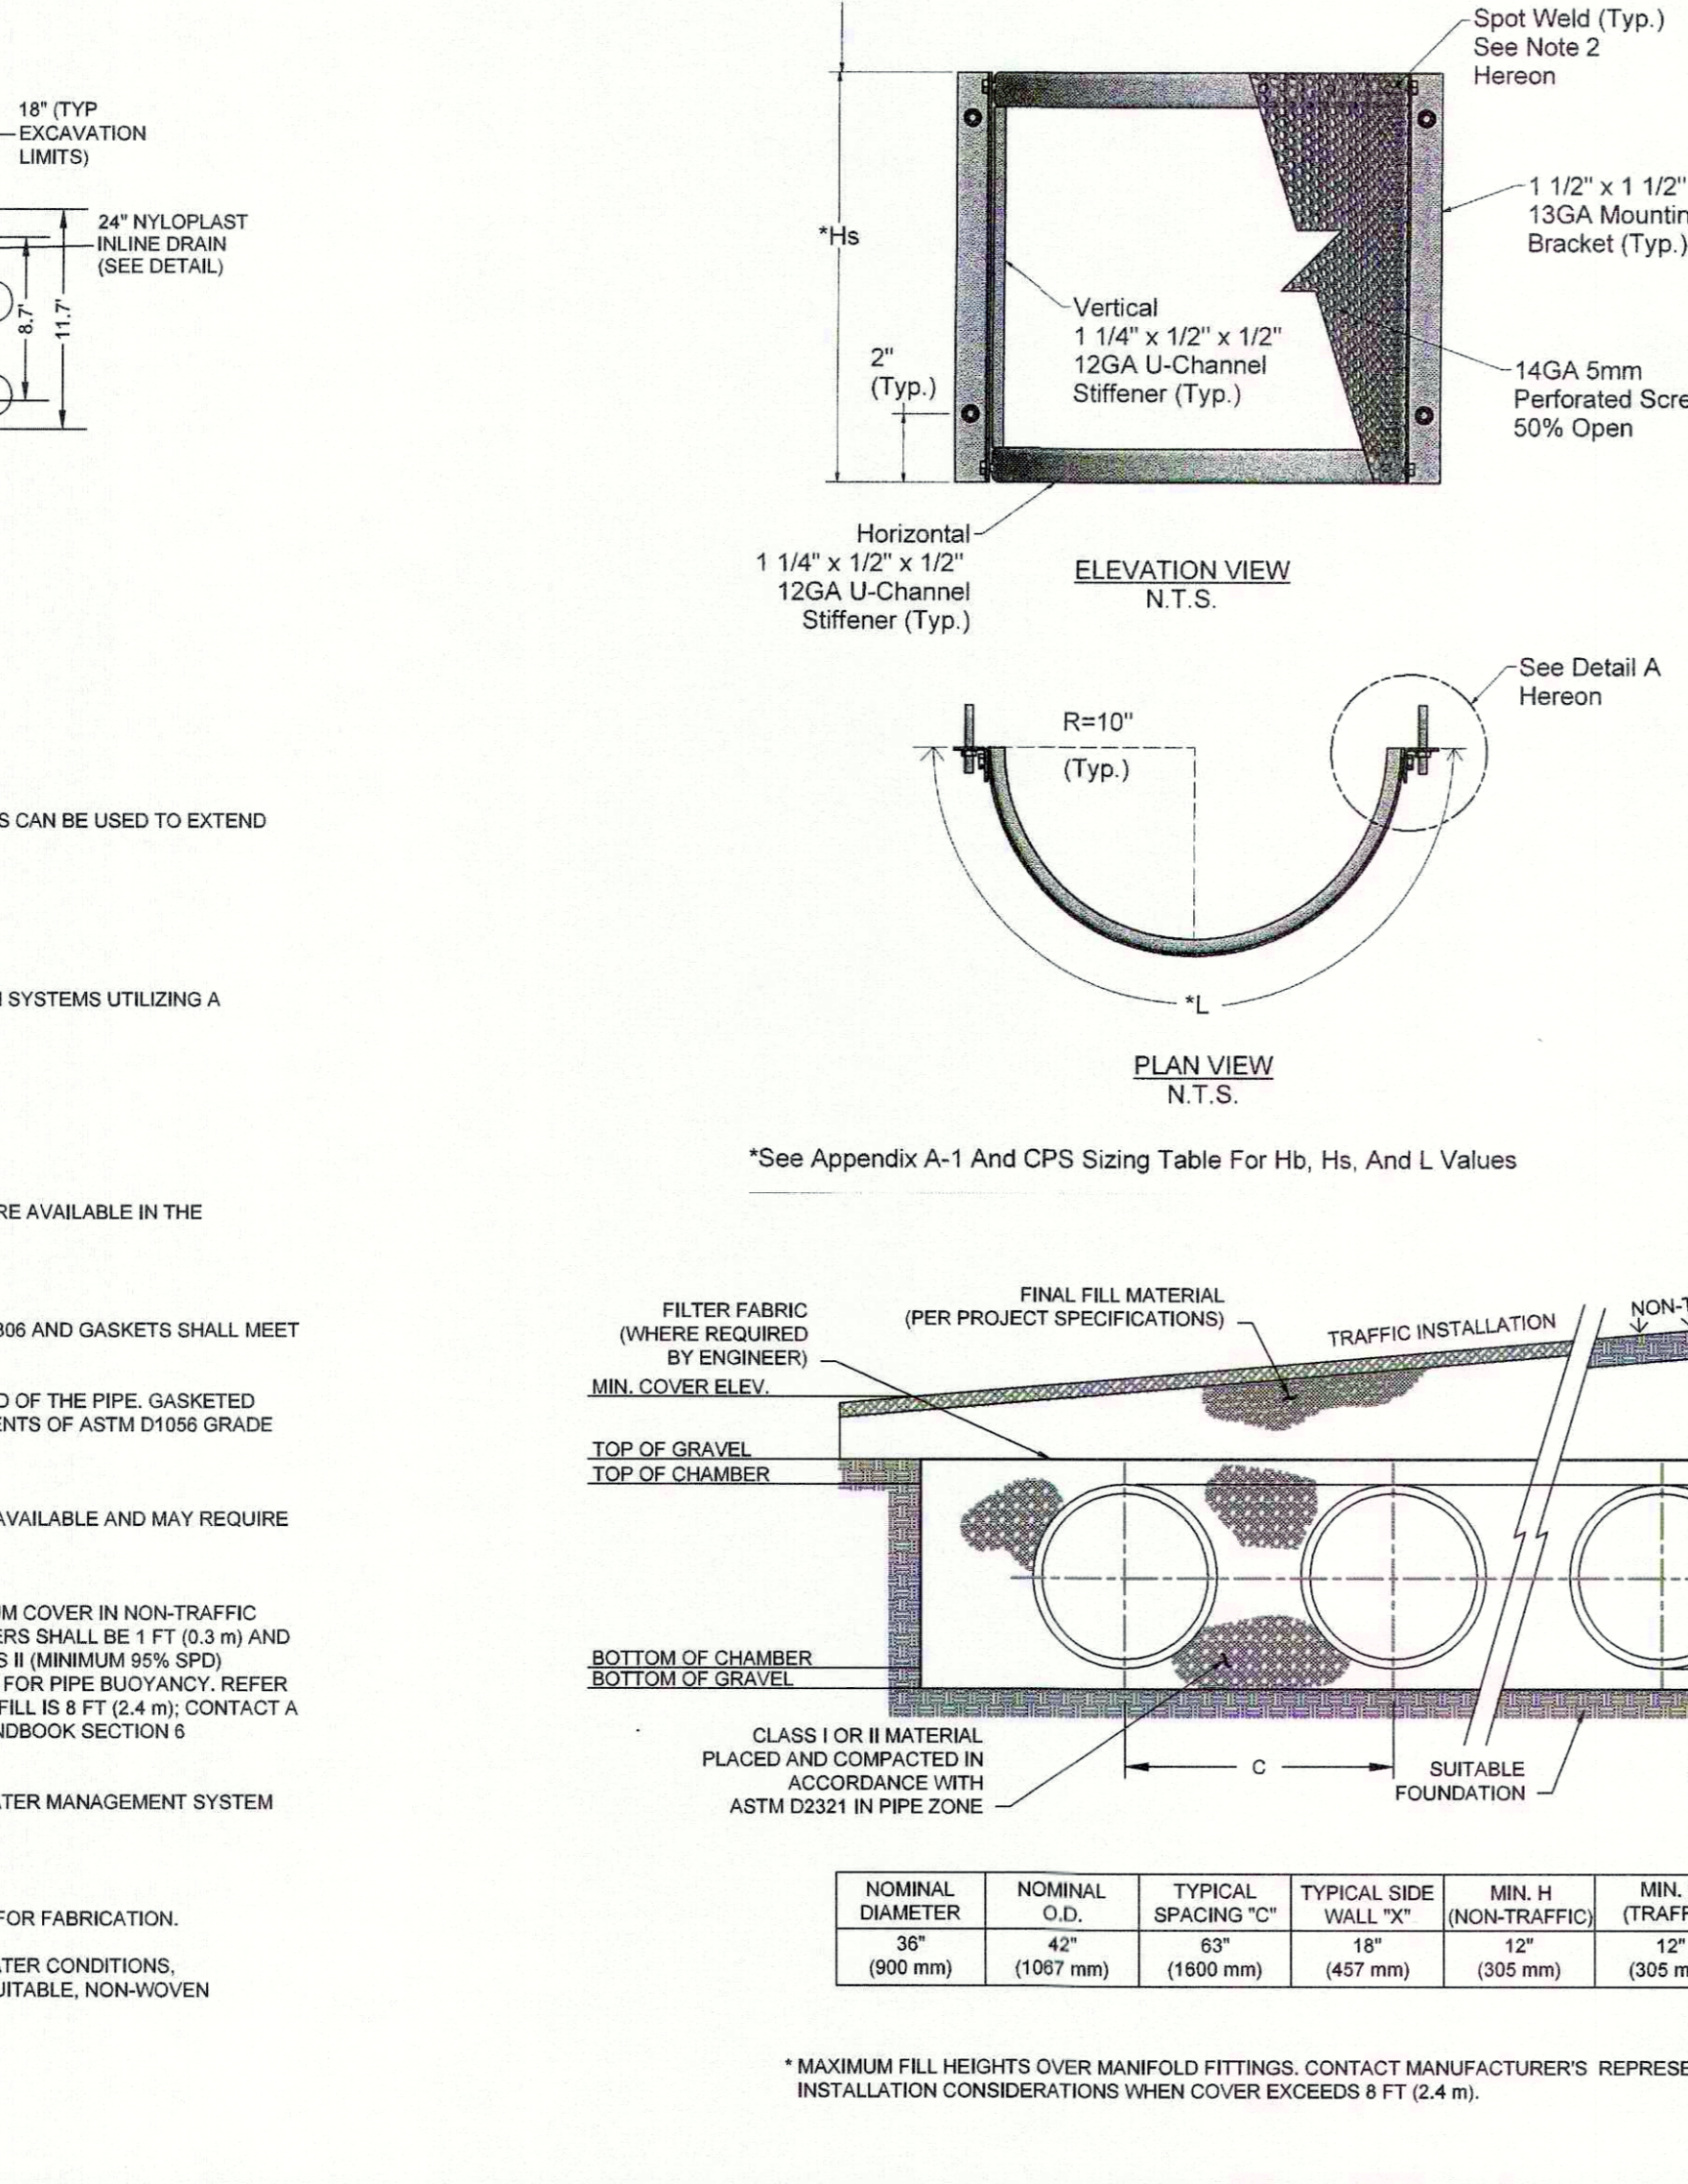 18" (TYP
EXCAVATION
LIMITS)
24" NYLOPLAST
INLINE DRAIN
(SEE DETAIL)
8.7'
11.7'
S CAN BE USED TO EXTEND
SYSTEMS UTILIZING A
RE AVAILABLE IN THE
306 AND GASKETS SHALL MEET
D OF THE PIPE. GASKETED
ENTS OF ASTM D1056 GRADE
AVAILABLE AND MAY REQUIRE
UM COVER IN NON-TRAFFIC
ERS SHALL BE 1 FT (0.3 m) AND
S II (MINIMUM 95% SPD)
FOR PIPE BUOYANCY. REFER
FILL IS 8 FT (2.4 m); CONTACT A
NDBOOK SECTION 6
ATER MANAGEMENT SYSTEM
FOR FABRICATION.
ATER CONDITIONS,
UITABLE, NON-WOVEN
Spot Weld (Typ.)
See Note 2
Hereon
1 1/2" x 1 1/2"
13GA Mountin
Bracket (Typ.)
*Hs
Vertical
1 1/4" x 1/2" x 1/2"
12GA U-Channel
Stiffener (Typ.)
2"
(Typ.)
14GA 5mm
Perforated Scre
50% Open
Horizontal
1 1/4" x 1/2" x 1/2"
12GA U-Channel
Stiffener (Typ.)
ELEVATION VIEW
N.T.S.
See Detail A
Hereon
R=10"
(Typ.)
*L
PLAN VIEW
N.T.S.
*See Appendix A-1 And CPS Sizing Table For Hb, Hs, And L Values
FILTER FABRIC
(WHERE REQUIRED
BY ENGINEER)
FINAL FILL MATERIAL
(PER PROJECT SPECIFICATIONS)
TRAFFIC INSTALLATION
NON-T
MIN. COVER ELEV.
TOP OF GRAVEL
TOP OF CHAMBER
BOTTOM OF CHAMBER
BOTTOM OF GRAVEL
CLASS I OR II MATERIAL
PLACED AND COMPACTED IN
ACCORDANCE WITH
ASTM D2321 IN PIPE ZONE
C
SUITABLE
FOUNDATION
NOMINAL DIAMETER NOMINAL O.D. TYPICAL SPACING "C" TYPICAL SIDE WALL "X" MIN. H (NON-TRAFFIC) MIN. (TRAFF
36" 42" 63" 18" 12" 12"
(900 mm) (1067 mm) (1600 mm) (457 mm) (305 mm) (305 m
* MAXIMUM FILL HEIGHTS OVER MANIFOLD FITTINGS. CONTACT MANUFACTURER'S REPRESE
INSTALLATION CONSIDERATIONS WHEN COVER EXCEEDS 8 FT (2.4 m).